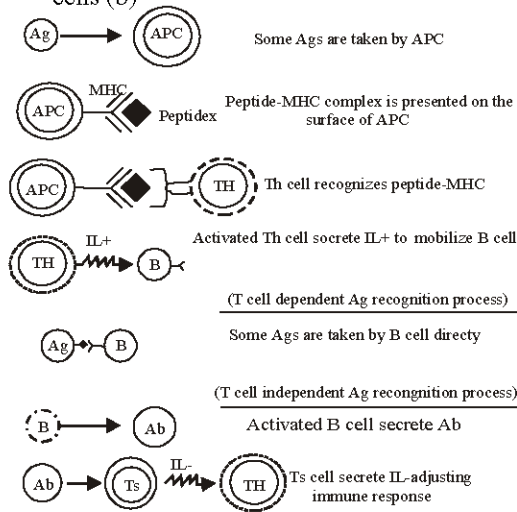 cells (b)
Ag APC Some Ags are taken by APC
MHC
APC Peptidex Peptide-MHC complex is presented on the
surface of APC
APC TH Th cell recognizes peptide-MHC
Activated Th cell socrete IL+ to mobilize B cell
TH IL+ B
(T cell dependent Ag recognition process)
Some Ags are taken by B cell directy
Ag B
(T cell independent Ag recongnition process)
B Ab Activated B cell secrete Ab
Ab Ts IL- TH Ts cell secrete IL-adjusting
immune response